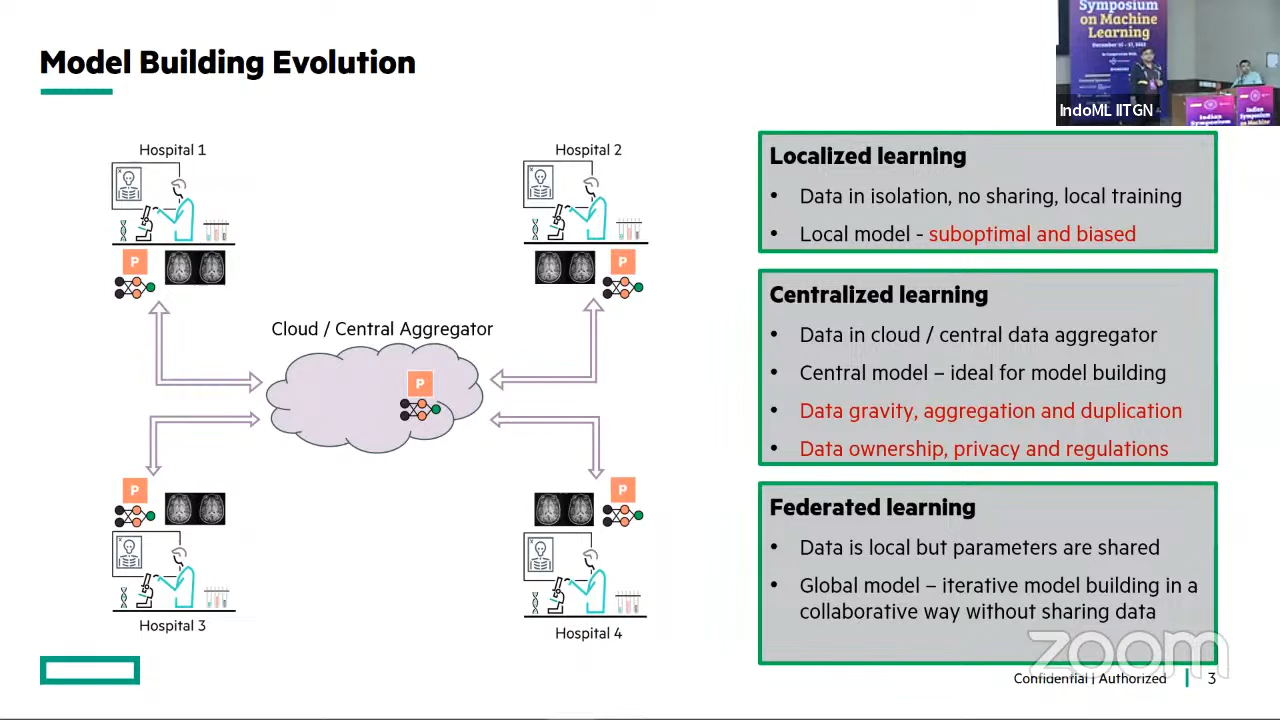 Model Building Evolution
Symposium
on Machine
Learning
IndoML IITGN
Hospital 1
Hospital 2
P
P
Cloud / Central Aggregator
P
P
P
Hospital 3
Hospital 4
Localized learning
• Data in isolation, no sharing, local training
• Local model - suboptimal and biased
Centralized learning
• Data in cloud / central data aggregator
• Central model – ideal for model building
• Data gravity, aggregation and duplication
• Data ownership, privacy and regulations
Federated learning
• Data is local but parameters are shared
• Global model – iterative model building in a
collaborative way without sharing data
zoom
Confidential | Authorized
3